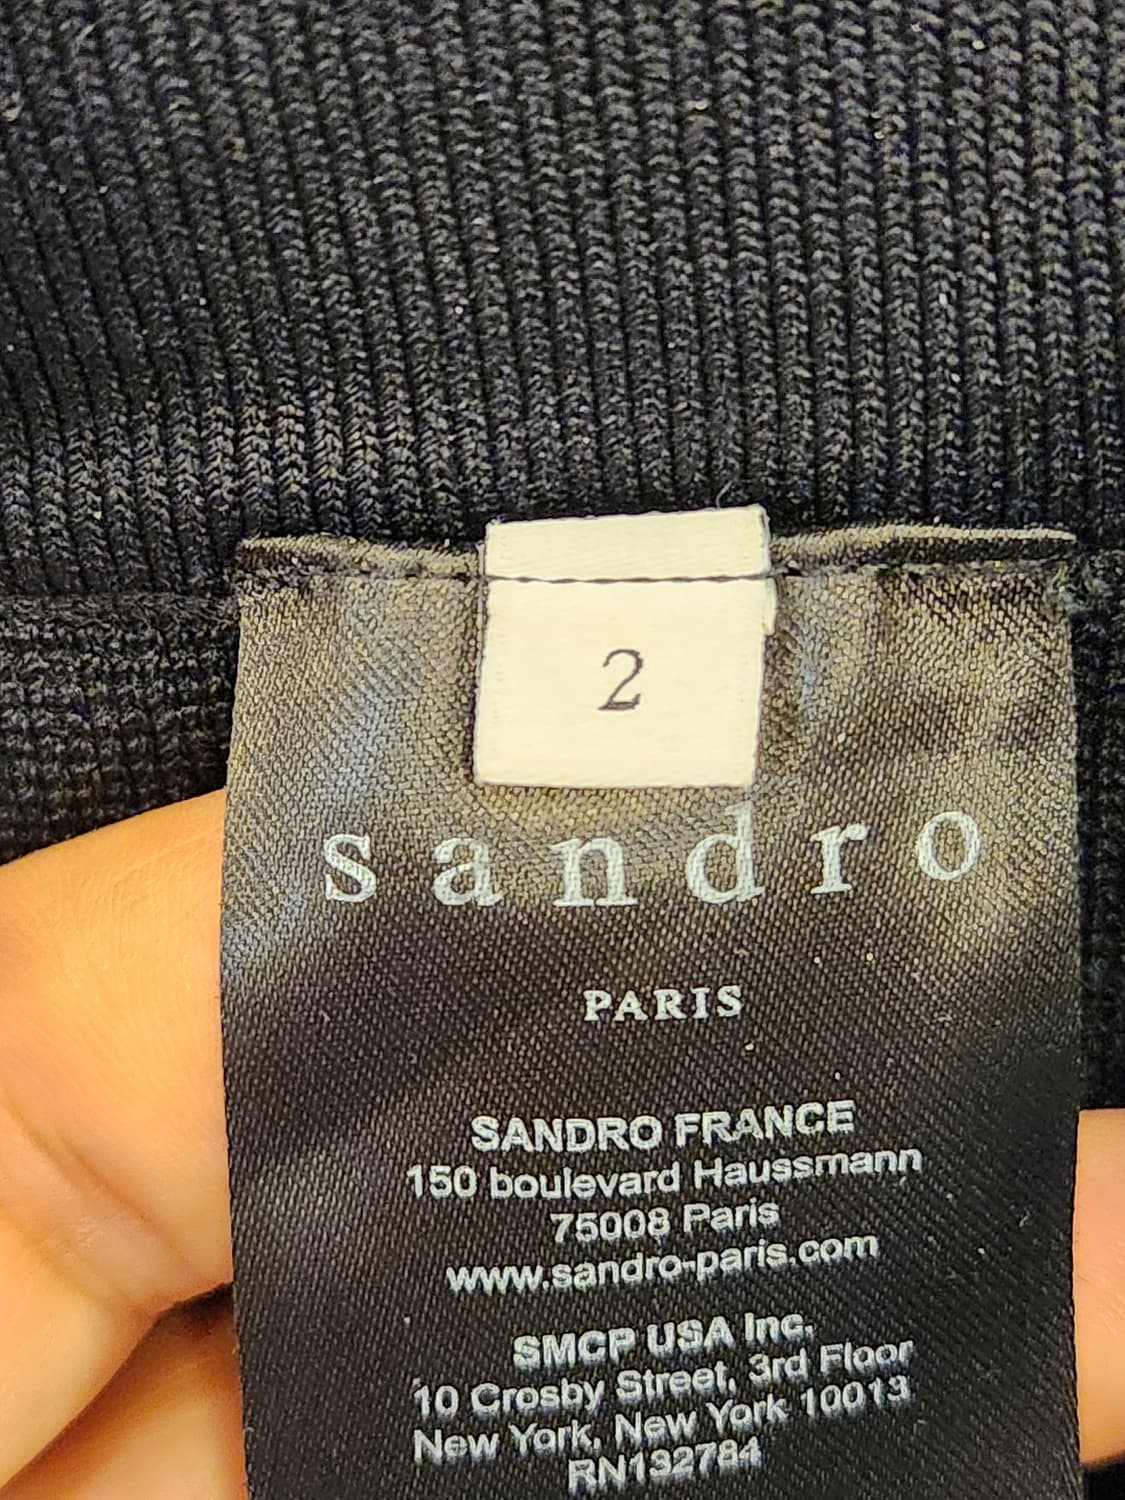 2
sandro
PARIS
SANDRO FRANCE
150 boulevard Haussmann
75008 Paris
www.sandro-paris.com
SMCP USA Inc.
10 Crosby Street, 3rd Floor
New York, New York 10013
RN132784